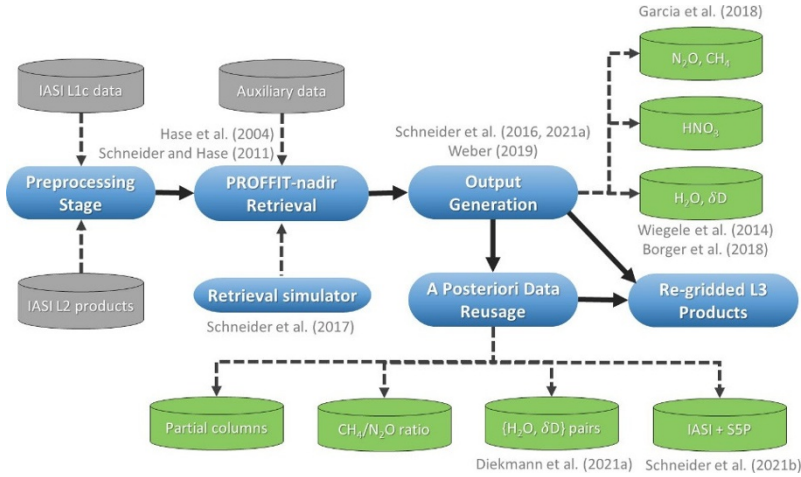 Garcia et al. (2018)
N₂O, CH₄
IASI L1c data
Auxiliary data
HNO₃
Hase et al. (2004)
Schneider and Hase (2011)
Schneider et al. (2016, 2021a)
Weber (2019)
Preprocessing
Stage
PROFFIT-nadir
Retrieval
Output
Generation
H₂O, δD
Wiegele et al. (2014)
Borger et al. (2018)
IASI L2 products
Retrieval simulator
Schneider et al. (2017)
A Posteriori Data
Reusage
Re-gridded L3
Products
Partial columns
CH₄/N₂O ratio
{H₂O, δD} pairs
IASI + S5P
Diekmann et al. (2021a)
Schneider et al. (2021b)